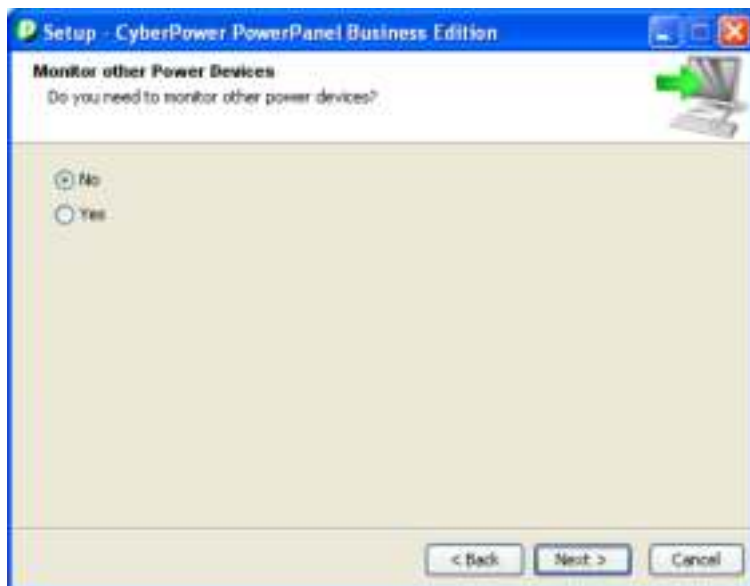 Setup - CyberPower PowerPanel Business Edition
Monitor other Power Devices
Do you need to monitor other power devices?
No
Yes
< Back
Next >
Cancel